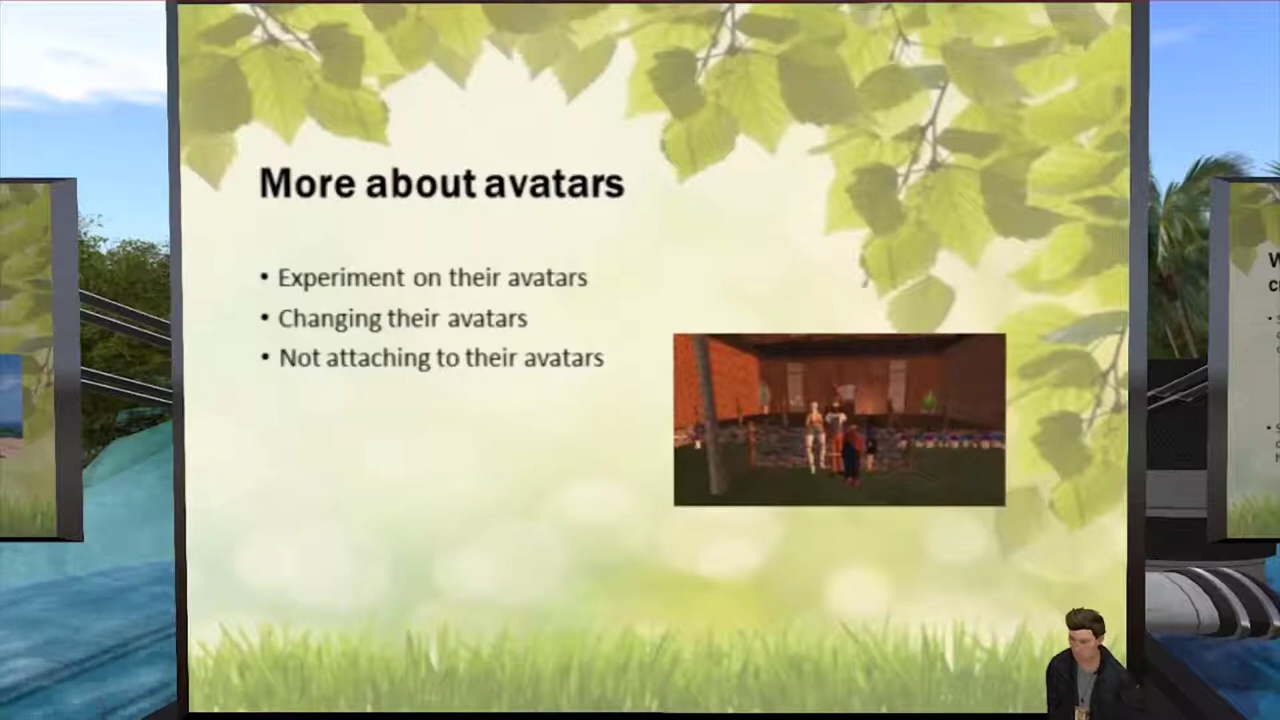 More about avatars
• Experiment on their avatars
• Changing their avatars
• Not attaching to their avatars